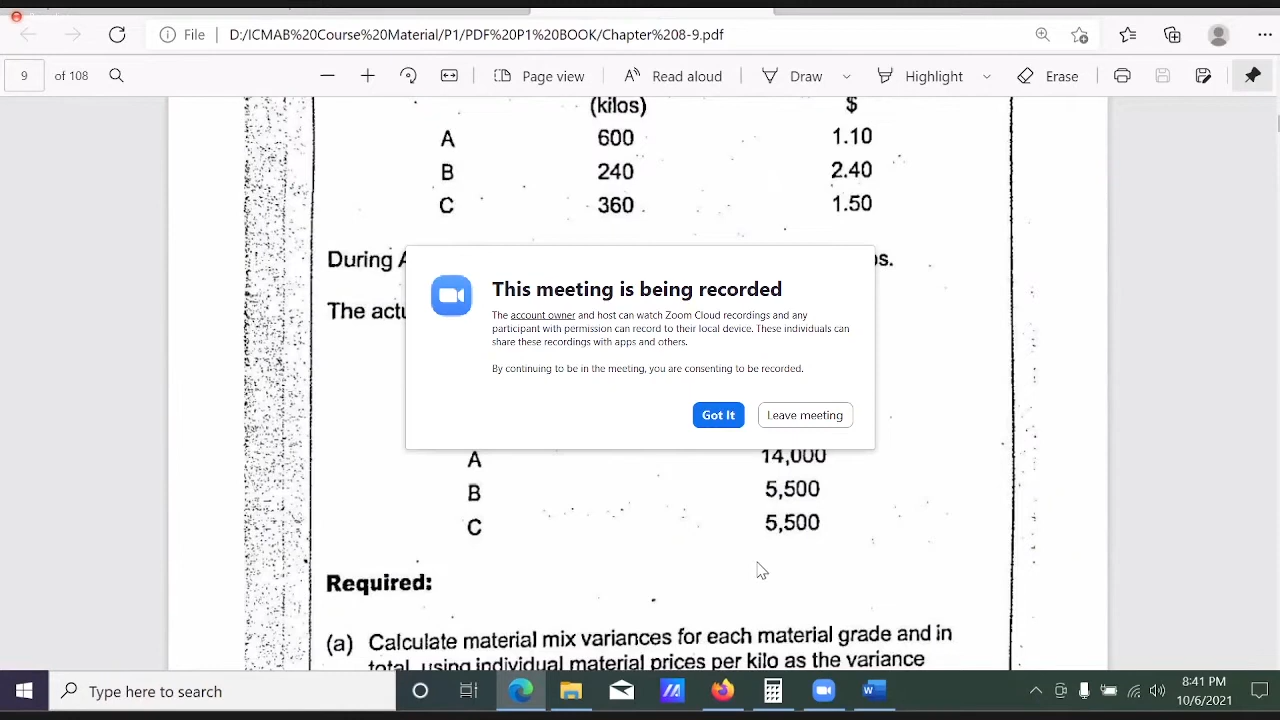 File | D:/ICMAB%20Course%20Material/P1/PDF%20P1%20BOOK/Chapter%208-9.pdf
9 of 108
Page view
Read aloud
Draw
Highlight
Erase
(kilos) $
A 600 1.10
B 240 2.40
C 360 1.50
During
The
This meeting is being recorded
The account owner and host can watch Zoom Cloud recordings and any
participant with permission can record to their local device. These individuals can
share these recordings with apps and others.
By continuing to be in the meeting, you are consenting to be recorded.
Got It
Leave meeting
A 14,000
B 5,500
C 5,500
Required:
(a) Calculate material mix variances for each material grade and in
total, using individual material prices per kilo as the variance
Type here to search
8:41 PM
10/6/2021